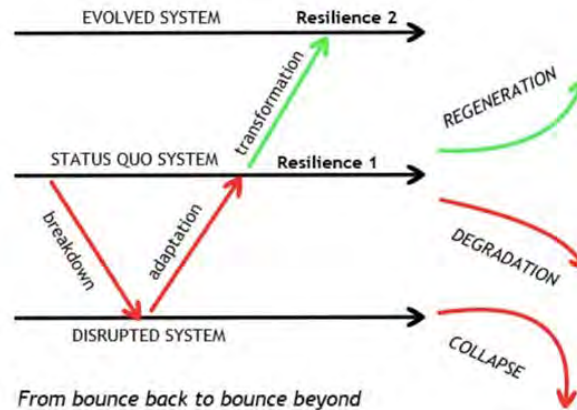 EVOLVED SYSTEM
Resilience 2
transformation
REGENERATION
STATUS QUO SYSTEM
Resilience 1
breakdown
adaptation
DEGRADATION
DISRUPTED SYSTEM
COLLAPSE
From bounce back to bounce beyond